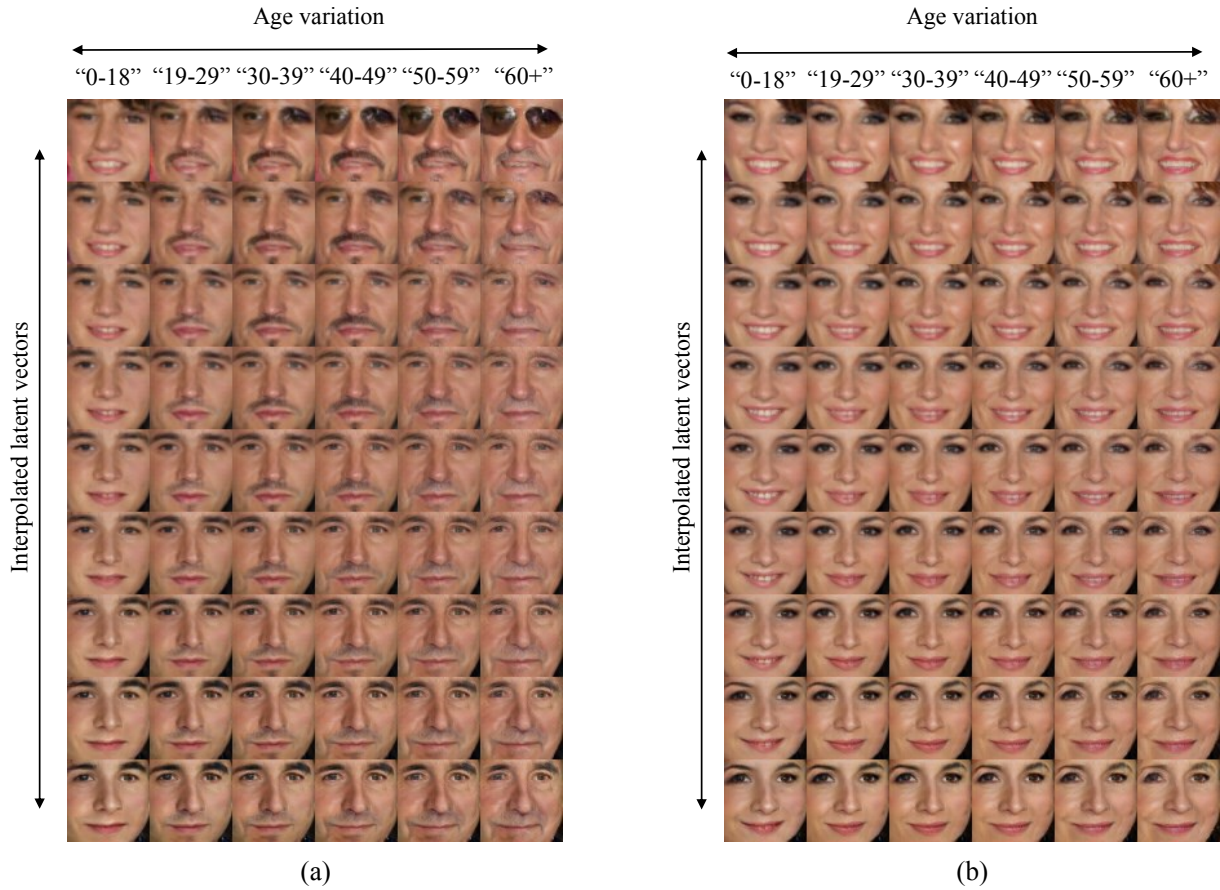 Age variation
“0-18” “19-29” “30-39” “40-49” “50-59” “60+”
Interpolated latent vectors
(a)
Age variation
“0-18” “19-29” “30-39” “40-49” “50-59” “60+”
Interpolated latent vectors
(b)